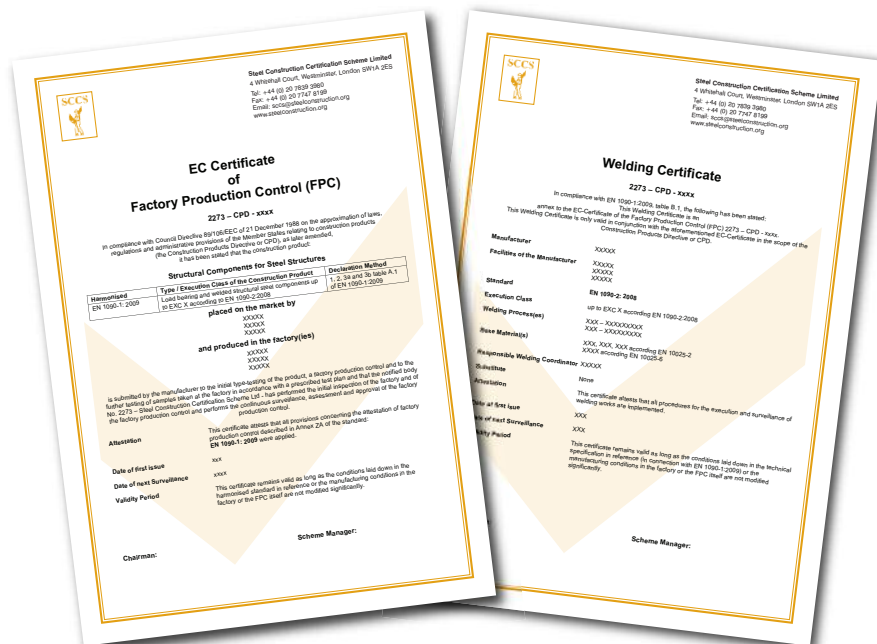 SCCS
Steel Construction Certification Scheme Limited
4 Whitehall Court, Westminster, London SW1A 2ES
Tel: +44 (0) 20 7839 3980
Fax: +44 (0) 20 7747 8199
Email: sccs@steelconstruction.org
www.steelconstruction.org
EC Certificate
of
Factory Production Control (FPC)
2273 – CPD - xxxx
In compliance with Council Directive 89/106/EEC of 21 December 1988 on the approximation of laws,
regulations and administrative provisions of the Member States relating to construction products
(the Construction Products Directive or CPD), as later amended,
it has been stated that the construction product:
Structural Components for Steel Structures
Harmonised Type / Execution Class of the Construction Product Declaration Method
EN 1090-1: 2009 Load bearing and welded structural steel components up 1, 2, 3a and 3b table A.1
to EXC X according to EN 1090-2:2008 of EN 1090-1:2009
placed on the market by
XXXXX
XXXXX
XXXXX
and produced in the factory(ies)
XXXXX
XXXXX
XXXXX
is submitted by the manufacturer to the initial type-testing of the product, a factory production control and to the
further testing of samples taken at the factory in accordance with a prescribed test plan and that the notified body
No. 2273 – Steel Construction Certification Scheme Ltd - has performed the initial inspection of the factory and of
the factory production control and performs the continuous surveillance, assessment and approval of the factory
production control.
Attestation This certificate attests that all provisions concerning the attestation of factory
production control described in Annex ZA of the standard:
EN 1090-1: 2009 were applied.
Date of first issue xxx
Date of next Surveillance xxxx
Validity Period This certificate remains valid as long as the conditions laid down in the
harmonised standard in reference or the manufacturing conditions in the
factory or the FPC itself are not modified significantly.
Chairman: Scheme Manager:
SCCS
Steel Construction Certification Scheme Limited
4 Whitehall Court, Westminster, London SW1A 2ES
Tel: +44 (0) 20 7839 3980
Fax: +44 (0) 20 7747 8199
Email: sccs@steelconstruction.org
www.steelconstruction.org
Welding Certificate
2273 – CPD - xxxx
In compliance with EN 1090-1:2009, table B.1, the following has been stated:
This Welding Certificate is an
annex to the EC-Certificate of the Factory Production Control (FPC) 2273 – CPD - xxxx.
This Welding Certificate is only valid in conjunction with the aforementioned EC-Certificate in the scope of the
Construction Products Directive or CPD.
Manufacturer XXXXX
Facilities of the Manufacturer XXXXX
XXXXX
XXXXX
Standard EN 1090-2: 2008
Execution Class up to EXC X according EN 1090-2:2008
Welding Process(es) XXX – XXXXXXXXX
XXX – XXXXXXXXX
Base Material(s) XXX, XXX, XXX according EN 10025-2
XXXX according EN 10025-6
Responsible Welding Coordinator XXXXX
Substitute None
Attestation This certificate attests that all procedures for the execution and surveillance of
welding works are implemented.
Date of first issue XXX
Date of next Surveillance XXX
Validity Period This certificate remains valid as long as the conditions laid down in the technical
specification in reference (in connection with EN 1090-1:2009) or the
manufacturing conditions in the factory or the FPC itself are not modified
significantly.
Scheme Manager: